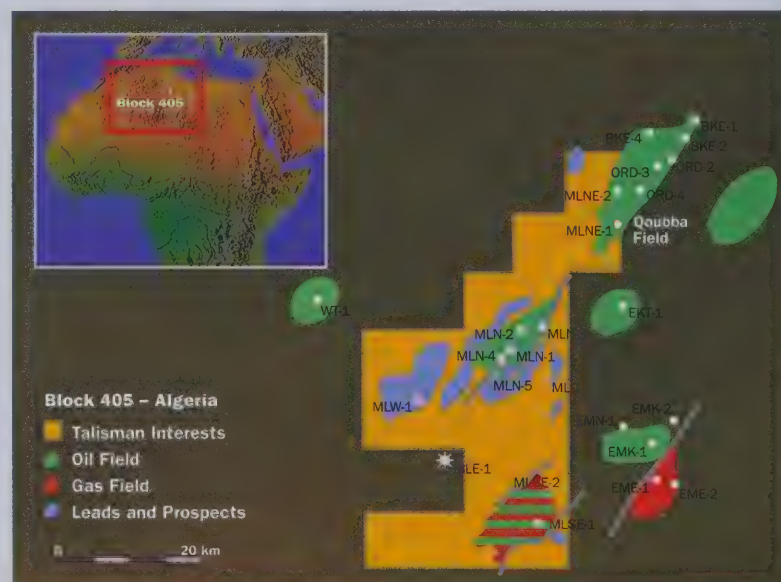 Block 405
BKE-1
BKE-4
BKE-2
ORD-2
ORD-3
MLNE-2
ORD-4
MLNE-1
Qoubba
Field
WT-1
EKT-1
MLN-2
MLN
MLN-4
MLN-1
MLN-5
MLW-1
Block 405 – Algeria
Talisman Interests
Oil Field
Gas Field
Leads and Prospects
EMK-2
EMK-1
EME-1
EME-2
MLSE-1
20 km